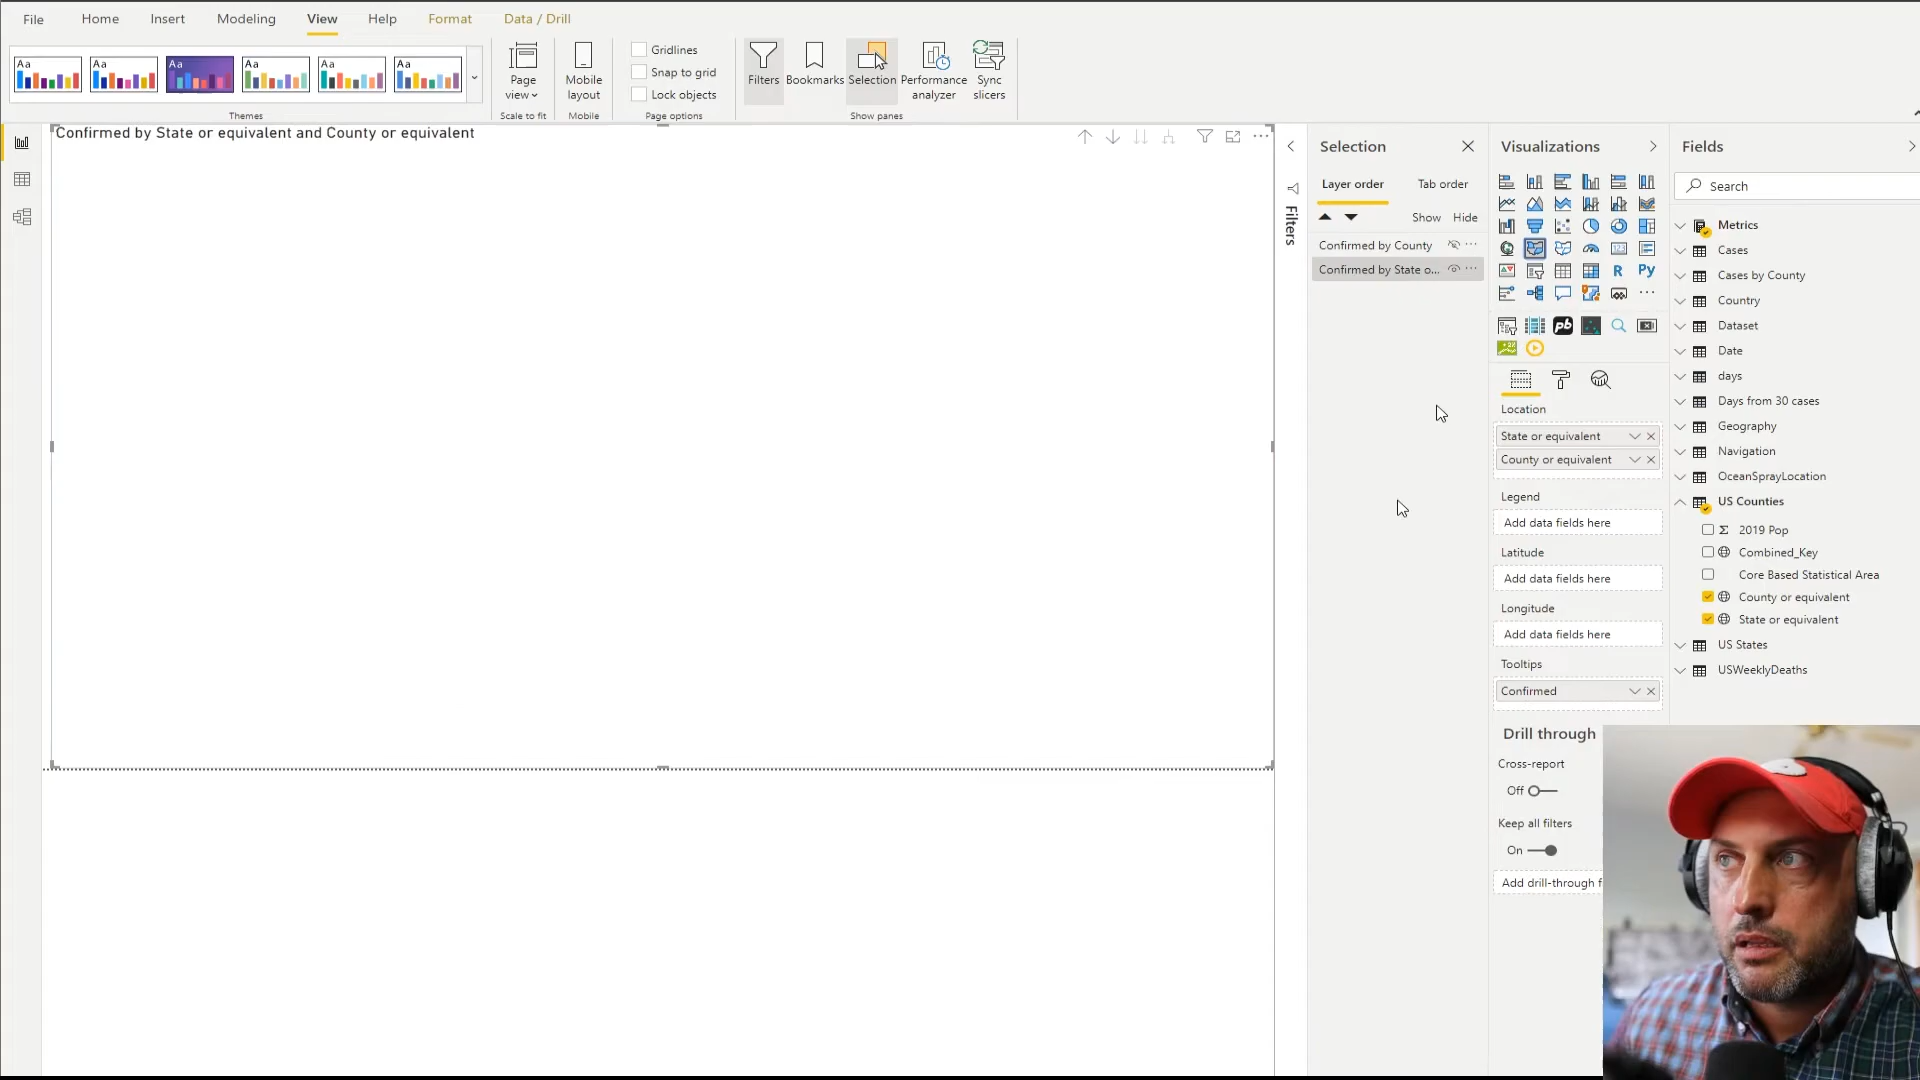 File
Home
Insert
Modeling
View
Help
Format
Data / Drill
Aa
Aa
Aa
Aa
Aa
Aa
Themes
Page
view
Scale to fit
Mobile
layout
Mobile
Gridlines
Snap to grid
Lock objects
Page options
Filters
Bookmarks
Selection
Performance
analyzer
Sync
slicers
Show panes
Confirmed by State or equivalent and County or equivalent
Filters
Selection
Layer order
Tab order
Show
Hide
Confirmed by County
Confirmed by State o...
Visualizations
R
Py
pb
Location
State or equivalent
County or equivalent
Legend
Add data fields here
Latitude
Add data fields here
Longitude
Add data fields here
Tooltips
Confirmed
Drill through
Cross-report
Off
Keep all filters
On
Add drill-through f
Fields
Search
Metrics
Cases
Cases by County
Country
Dataset
Date
days
Days from 30 cases
Geography
Navigation
OceanSprayLocation
US Counties
Σ 2019 Pop
Combined_Key
Core Based Statistical Area
County or equivalent
State or equivalent
US States
USWeeklyDeaths